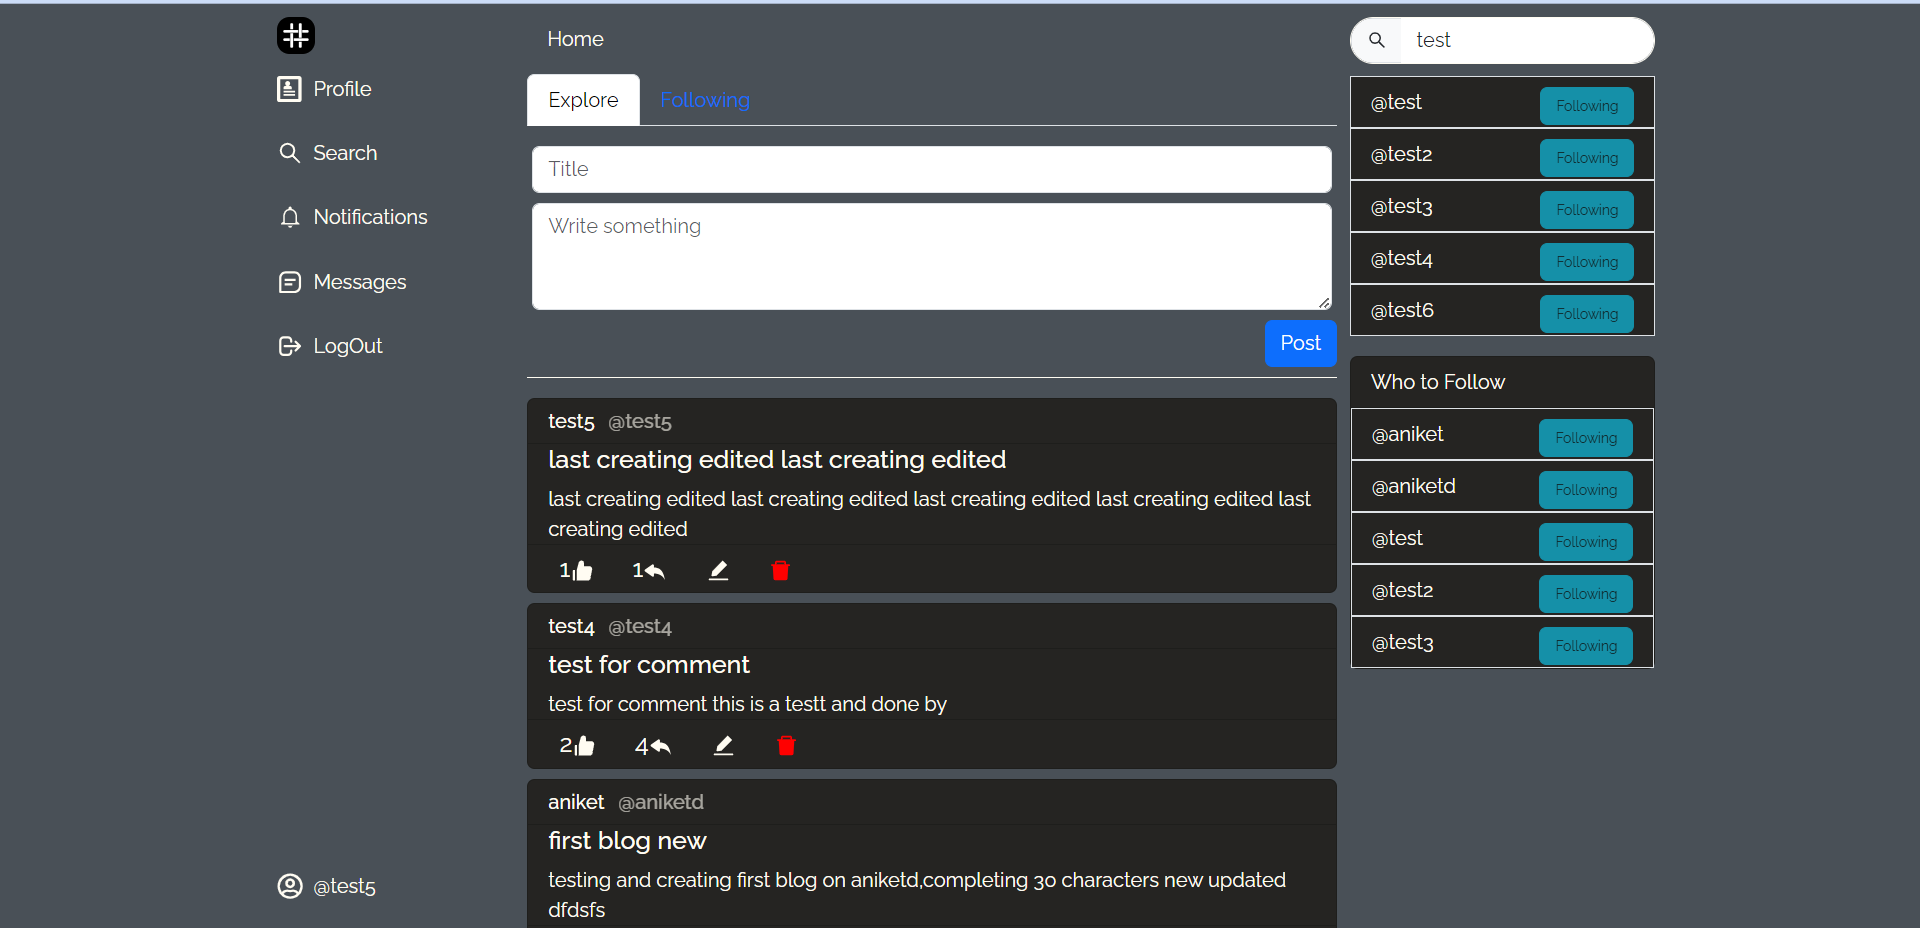 Profile
Search
Notifications
Messages
LogOut
@test5
Home
Explore
Following
Title
Write something
Post
test5 @test5
last creating edited last creating edited
last creating edited last creating edited last creating edited last creating edited last
creating edited
1
1
test4 @test4
test for comment
test for comment this is a testt and done by
2
4
aniket @aniketd
first blog new
testing and creating first blog on aniketd,completing 30 characters new updated
dfdsfs
test
@test Following
@test2 Following
@test3 Following
@test4 Following
@test6 Following
Who to Follow
@aniket Following
@aniketd Following
@test Following
@test2 Following
@test3 Following